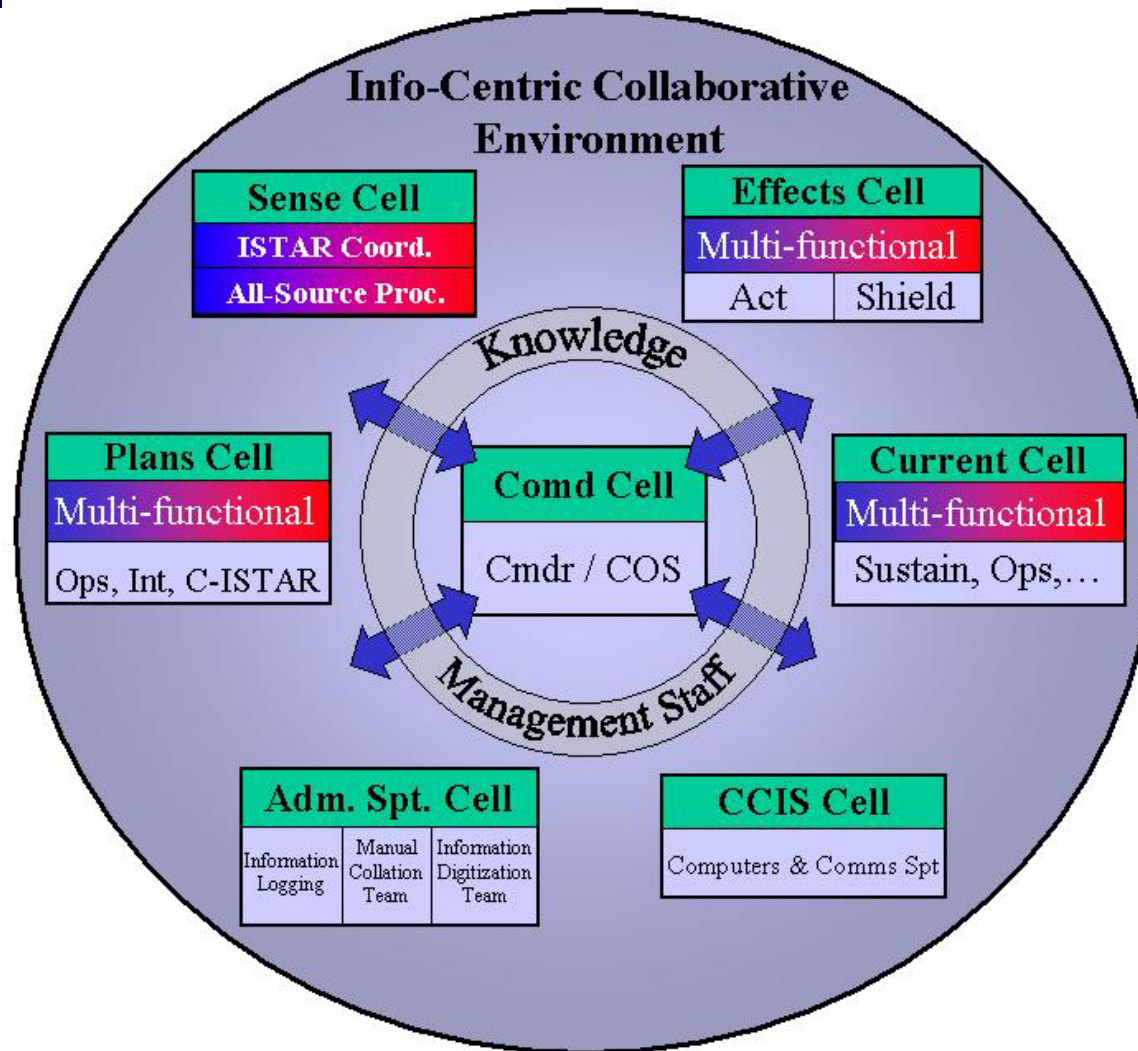 Info-Centric Collaborative
Environment
Sense Cell
ISTAR Coord.
All-Source Proc.
Effects Cell
Multi-functional
Act
Shield
Knowledge
Plans Cell
Multi-functional
Ops, Int, C-ISTAR
Comd Cell
Cmdr / COS
Current Cell
Multi-functional
Sustain, Ops,…
Management Staff
Adm. Spt. Cell
Information
Logging
Manual
Collation
Team
Information
Digitization
Team
CCIS Cell
Computers & Comms Spt